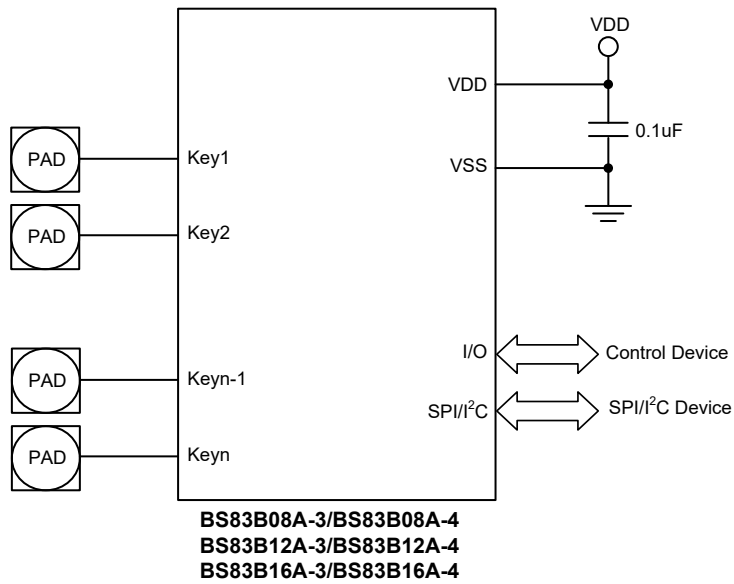 VDD
VDD
0.1uF
PAD
Key1
VSS
PAD
Key2
I/O
Control Device
PAD
Keyn-1
SPI/I²C
SPI/I²C Device
PAD
Keyn
BS83B08A-3/BS83B08A-4
BS83B12A-3/BS83B12A-4
BS83B16A-3/BS83B16A-4